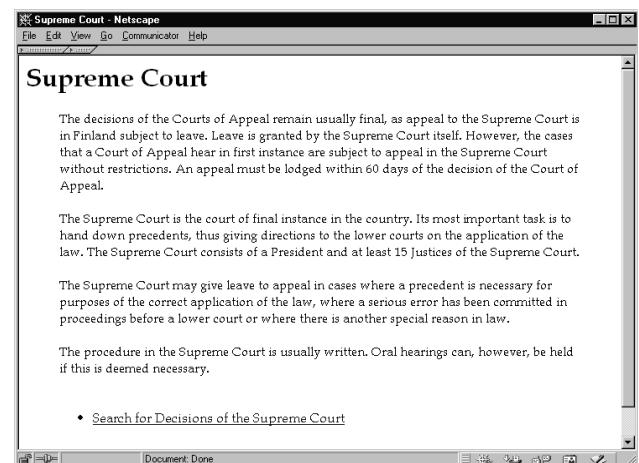 Supreme Court - Netscape
File Edit View Go Communicator Help
Supreme Court
The decisions of the Courts of Appeal remain usually final, as appeal to the Supreme Court is
in Finland subject to leave. Leave is granted by the Supreme Court itself. However, the cases
that a Court of Appeal hear in first instance are subject to appeal in the Supreme Court
without restrictions. An appeal must be lodged within 60 days of the decision of the Court of
Appeal.
The Supreme Court is the court of final instance in the country. Its most important task is to
hand down precedents, thus giving directions to the lower courts on the application of the
law. The Supreme Court consists of a President and at least 15 Justices of the Supreme Court.
The Supreme Court may give leave to appeal in cases where a precedent is necessary for
purposes of the correct application of the law, where a serious error has been committed in
proceedings before a lower court or where there is another special reason in law.
The procedure in the Supreme Court is usually written. Oral hearings can, however, be held
if this is deemed necessary.
• Search for Decisions of the Supreme Court
Document: Done